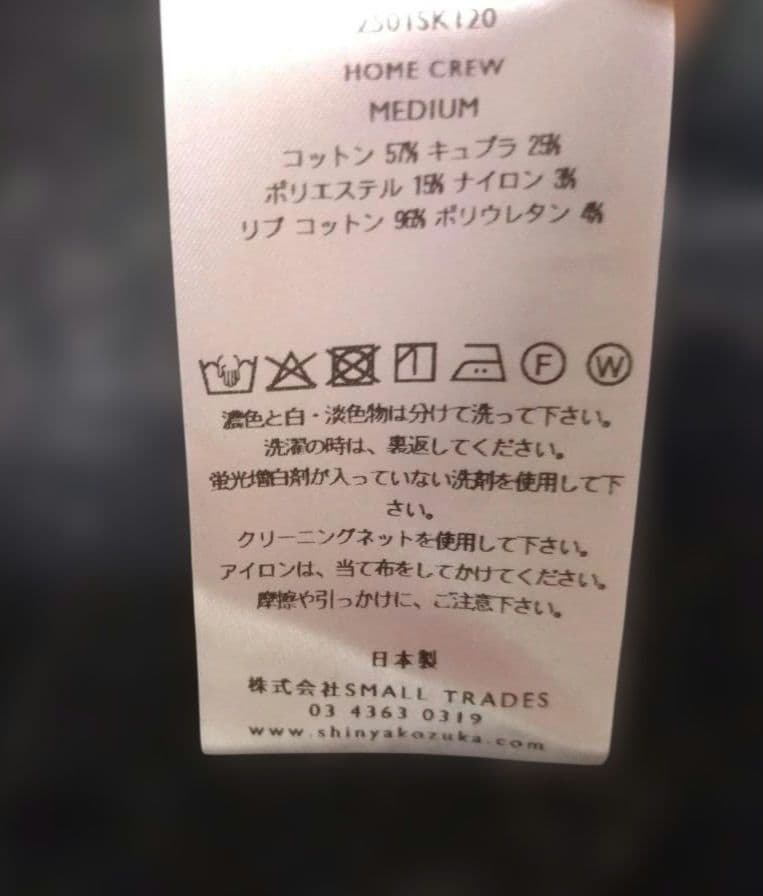 2501SK120
HOME CREW
MEDIUM
コットン 57% キュプラ 25%
ポリエステル 15% ナイロン 3%
リブ コットン 96% ポリウレタン 4%
F W
濃色と白・淡色物は分けて洗って下さい。
洗濯の時は、裏返してください。
蛍光増白剤が入っていない洗剤を使用して下
さい。
クリーニングネットを使用して下さい。
アイロンは、当て布をしてかけてください。
摩擦や引っかけに、ご注意下さい。
日本製
株式会社SMALL TRADES
03 4363 0319
www.shinyakozuka.com